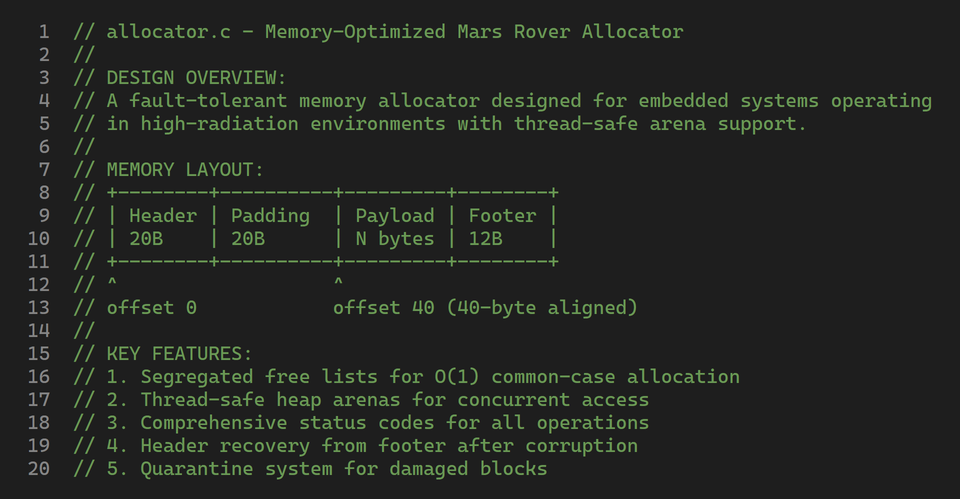 1 // allocator.c - Memory-Optimized Mars Rover Allocator
2 //
3 // DESIGN OVERVIEW:
4 // A fault-tolerant memory allocator designed for embedded systems operating
5 // in high-radiation environments with thread-safe arena support.
6 //
7 // MEMORY LAYOUT:
8 // +--------+----------+---------+--------+
9 // | Header | Padding  | Payload | Footer |
10 // | 20B    | 20B      | N bytes | 12B    |
11 // +--------+----------+---------+--------+
12 // ^                   ^
13 // offset 0            offset 40 (40-byte aligned)
14 //
15 // KEY FEATURES:
16 // 1. Segregated free lists for O(1) common-case allocation
17 // 2. Thread-safe heap arenas for concurrent access
18 // 3. Comprehensive status codes for all operations
19 // 4. Header recovery from footer after corruption
20 // 5. Quarantine system for damaged blocks